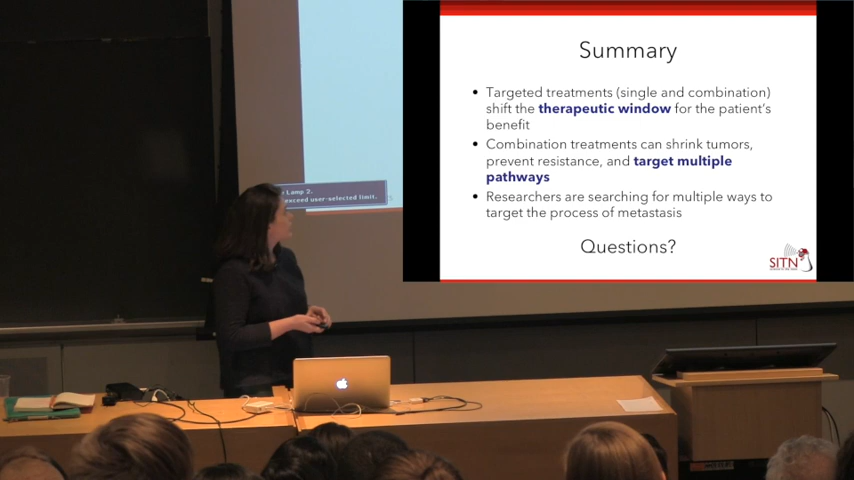 Summary
• Targeted treatments (single and combination)
shift the therapeutic window for the patient's
benefit
• Combination treatments can shrink tumors,
prevent resistance, and target multiple
pathways
• Researchers are searching for multiple ways to
target the process of metastasis
Questions?
SITN
Lamp 2.
exceed user-selected limit.